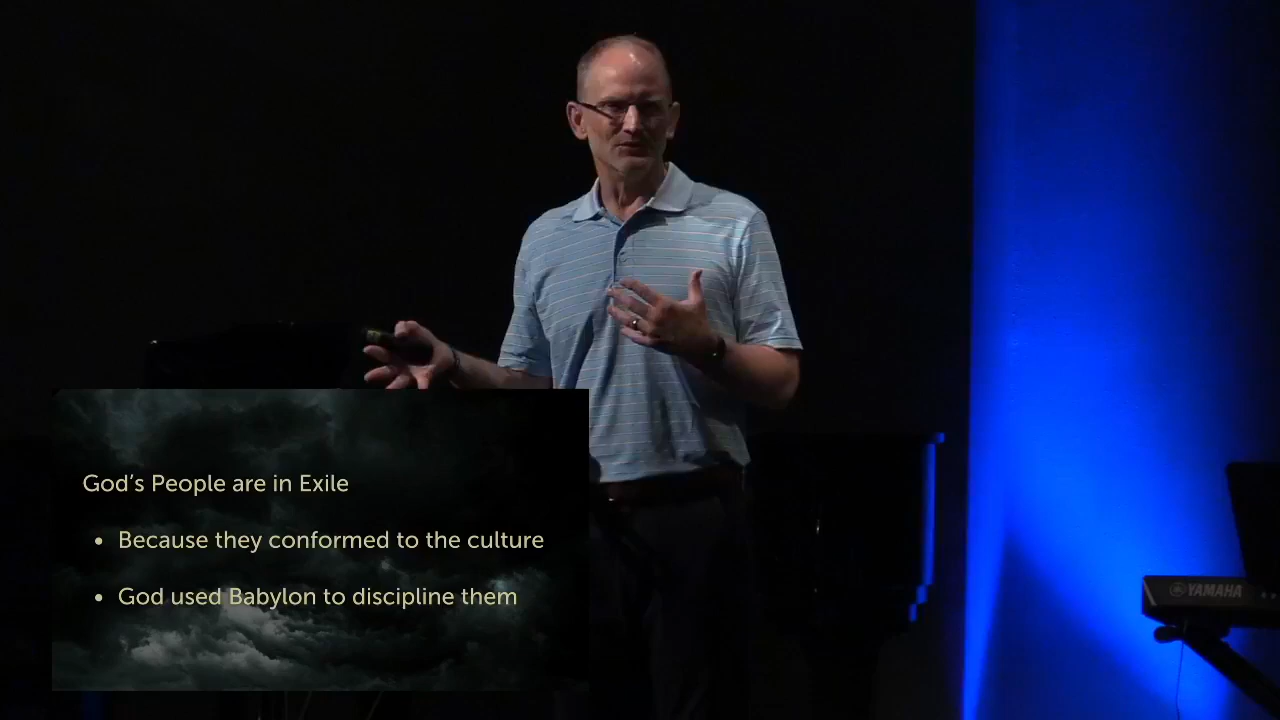 God’s People are in Exile
• Because they conformed to the culture
• God used Babylon to discipline them
YAMAHA